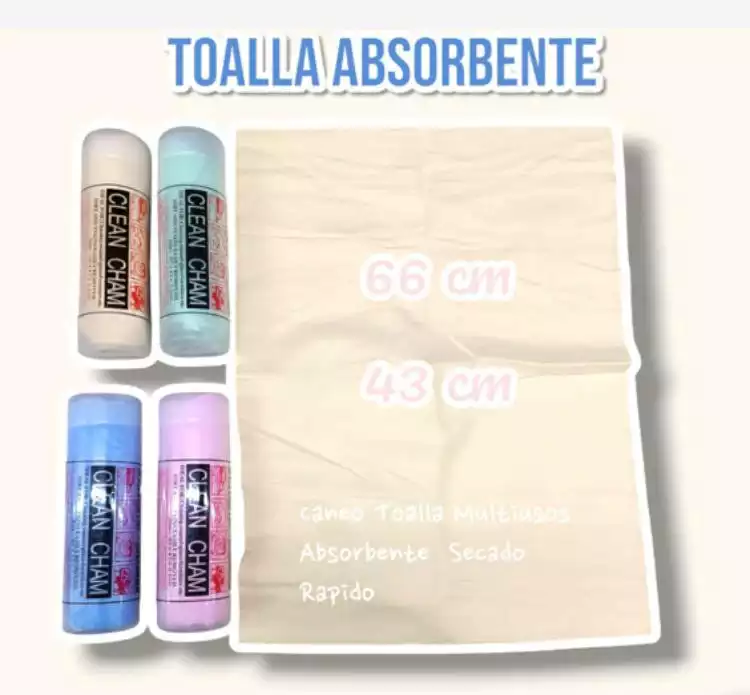 TOALLA ABSORBENTE
CLEAN CHAM
CLEAN CHAM
66 cm
43 cm
CLEAN CHAM
CLEAN CHAM
caneo Toalla Multiusos
Absorbente Secado
Rapido